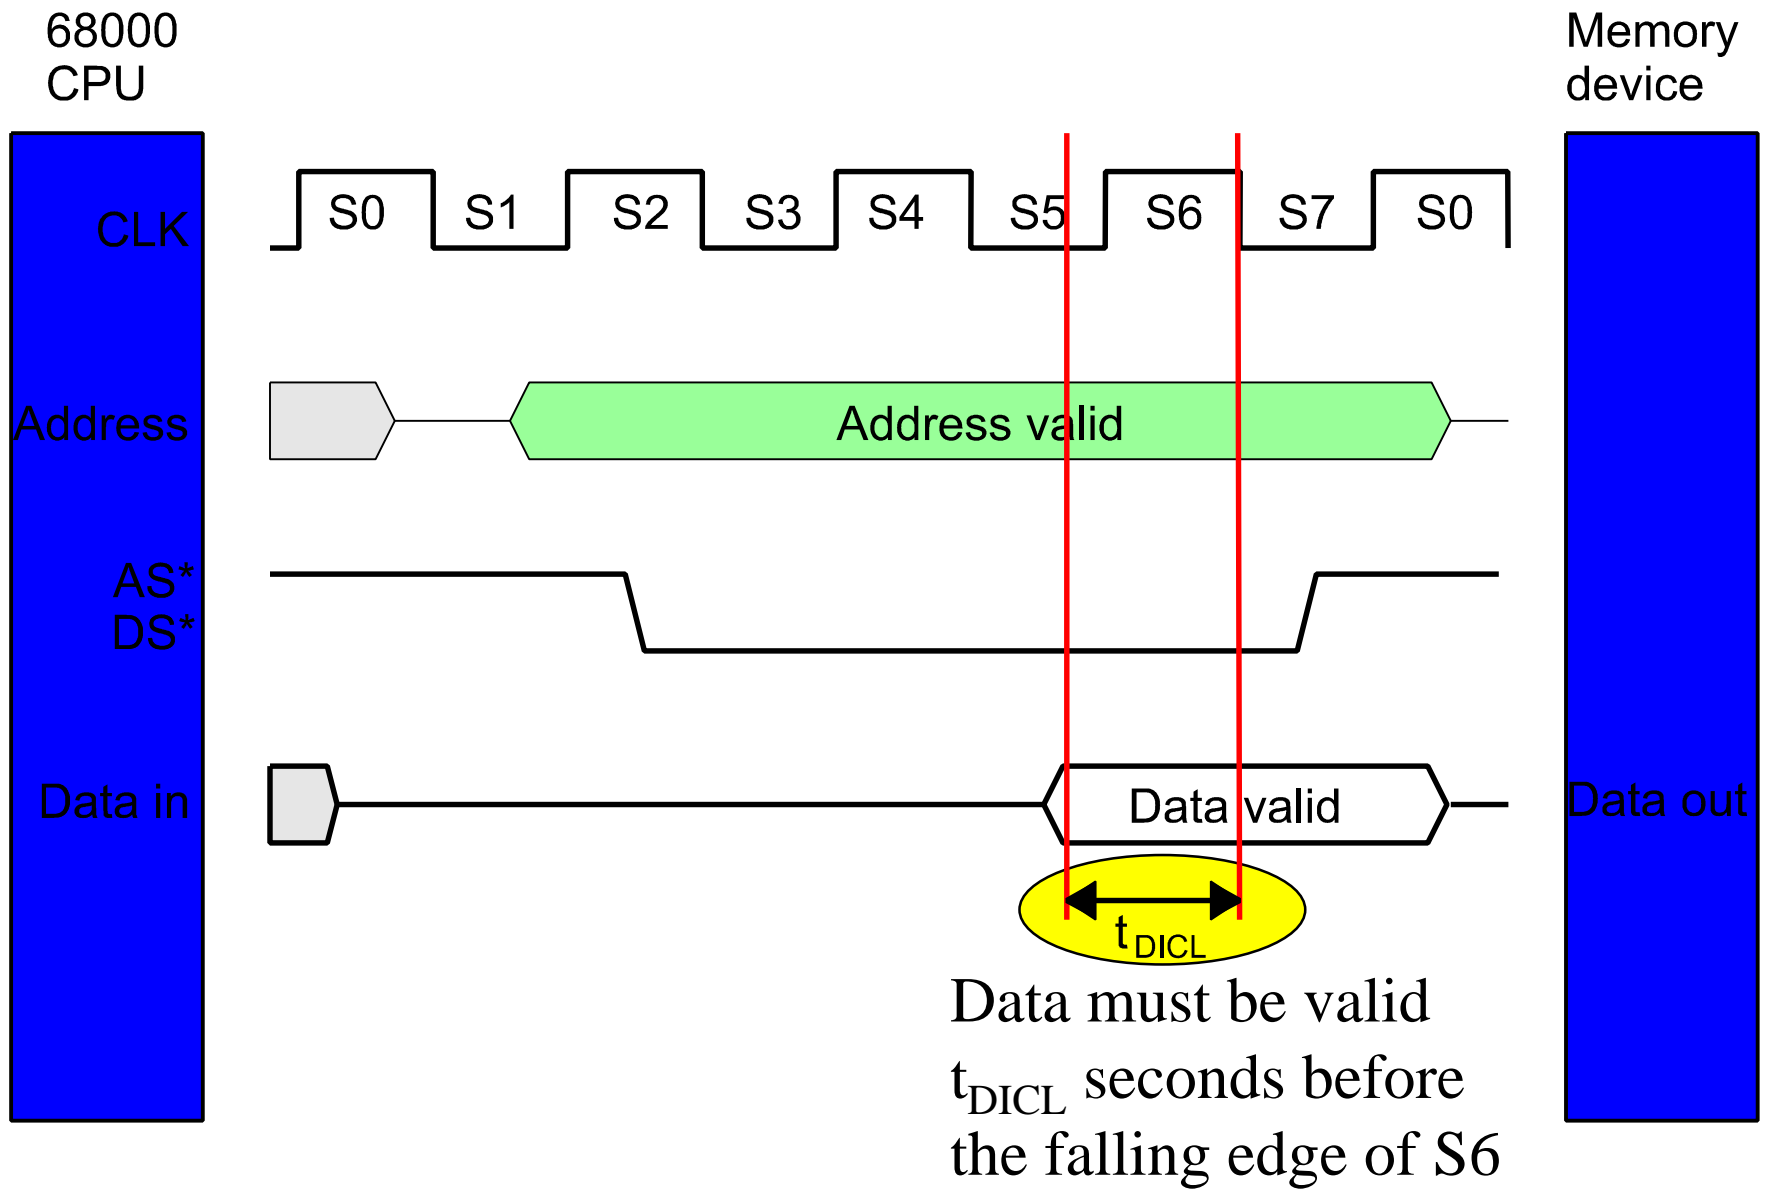 68000
CPU
Memory
device
CLK
S0 S1 S2 S3 S4 S5 S6 S7 S0
Address
Address valid
AS*
DS*
Data in
Data valid
Data out
tDICL
Data must be valid
tDICL seconds before
the falling edge of S6